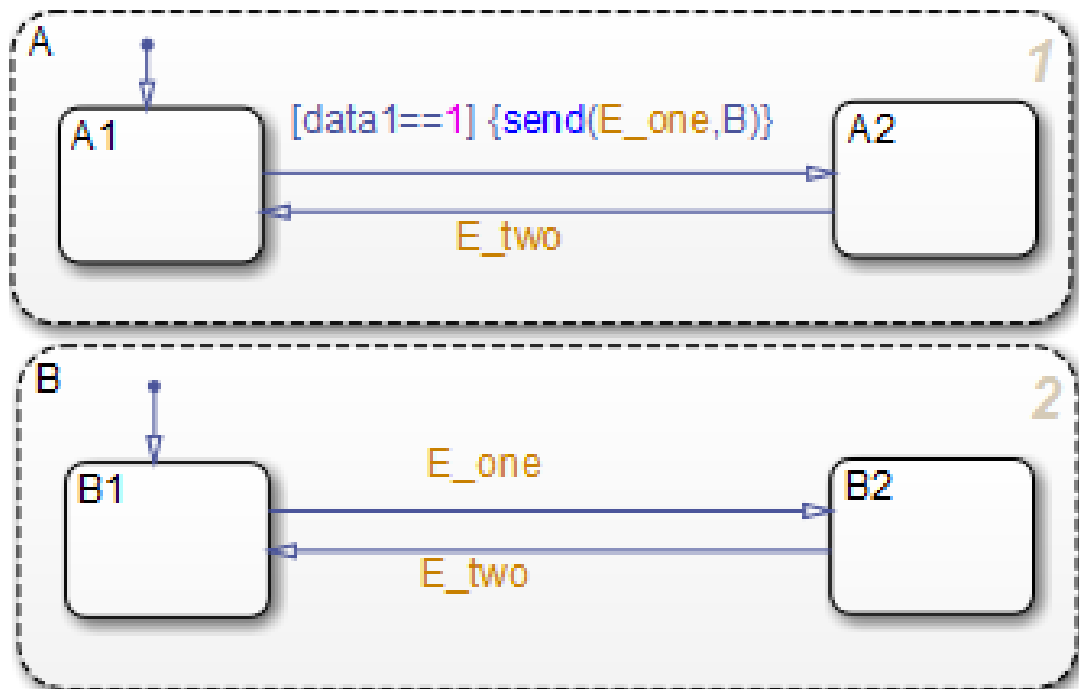 A
1
[data1==1] {send(E_one,B)}
A1
A2
E_two
B
2
E_one
B1
B2
E_two